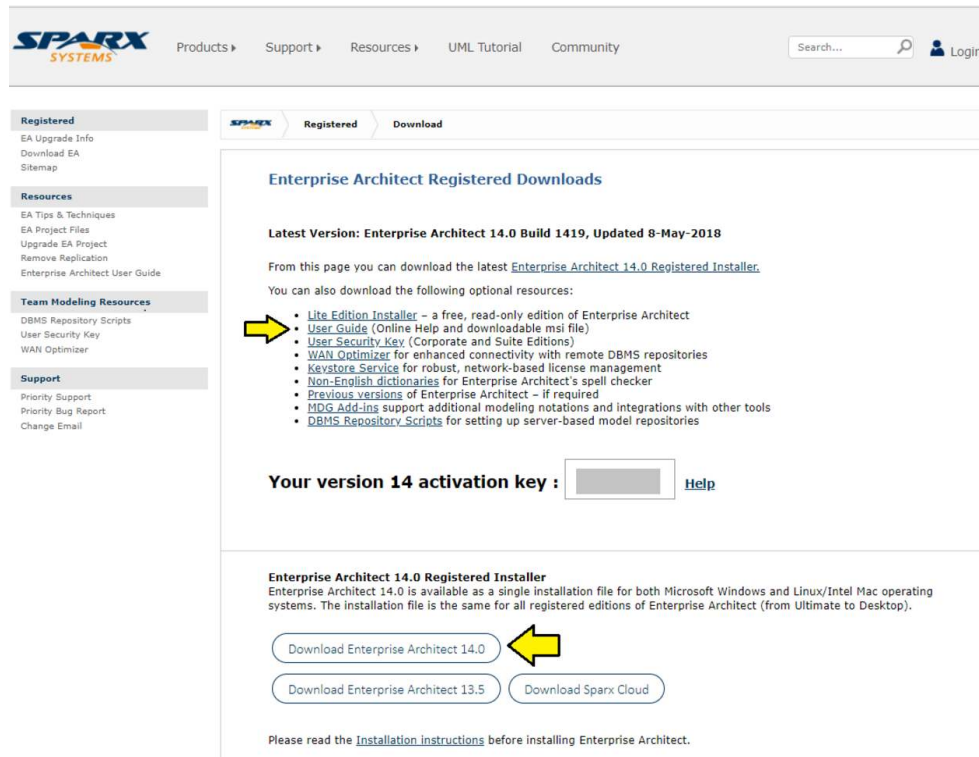 SPARX
SYSTEMS
Products Support Resources UML Tutorial Community Search... Login
Registered
EA Upgrade Info
Download EA
Sitemap
Resources
EA Tips & Techniques
EA Project Files
Upgrade EA Project
Remove Replication
Enterprise Architect User Guide
Team Modeling Resources
DBMS Repository Scripts
User Security Key
WAN Optimizer
Support
Priority Support
Priority Bug Report
Change Email
SPARX Registered Download
Enterprise Architect Registered Downloads
Latest Version: Enterprise Architect 14.0 Build 1419, Updated 8-May-2018
From this page you can download the latest Enterprise Architect 14.0 Registered Installer.
You can also download the following optional resources:
• Lite Edition Installer – a free, read-only edition of Enterprise Architect
• User Guide (Online Help and downloadable msi file)
• User Security Key (Corporate and Suite Editions)
• WAN Optimizer for enhanced connectivity with remote DBMS repositories
• Keystore Service for robust, network-based license management
• Non-English dictionaries for Enterprise Architect's spell checker
• Previous versions of Enterprise Architect – if required
• MDG Add-ins support additional modeling notations and integrations with other tools
• DBMS Repository Scripts for setting up server-based model repositories
Your version 14 activation key : Help
Enterprise Architect 14.0 Registered Installer
Enterprise Architect 14.0 is available as a single installation file for both Microsoft Windows and Linux/Intel Mac operating
systems. The installation file is the same for all registered editions of Enterprise Architect (from Ultimate to Desktop).
Download Enterprise Architect 14.0
Download Enterprise Architect 13.5 Download Sparx Cloud
Please read the Installation instructions before installing Enterprise Architect.